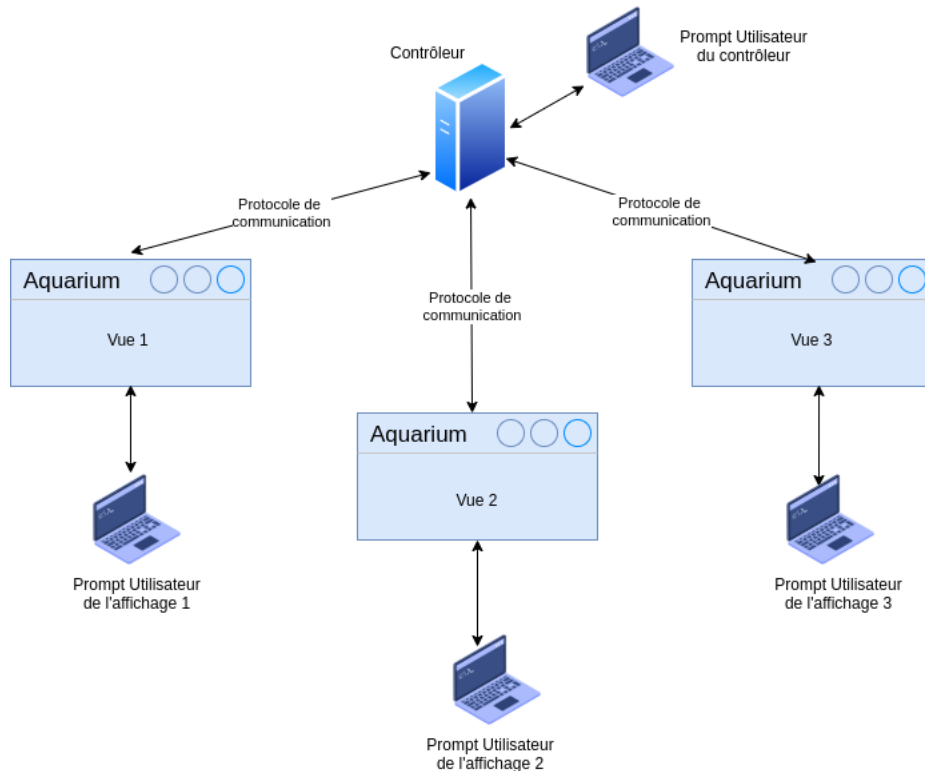 Prompt Utilisateur
du contrôleur
Contrôleur
Protocole de
communication
Protocole de
communication
Aquarium
Vue 1
Protocole de
communication
Aquarium
Vue 3
Aquarium
Vue 2
Prompt Utilisateur
de l'affichage 1
Prompt Utilisateur
de l'affichage 3
Prompt Utilisateur
de l'affichage 2